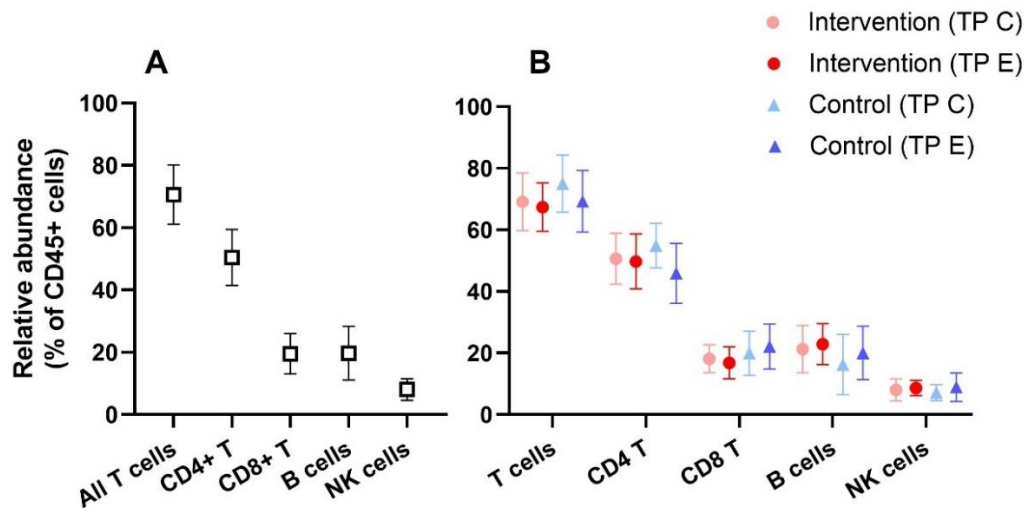 A
Relative abundance
(% of CD45+ cells)
100
80
60
40
20
0
All T cells
CD4+ T
CD8+ T
B cells
NK cells
B
100
80
60
40
20
0
T cells
CD4 T
CD8 T
B cells
NK cells
Intervention (TP C)
Intervention (TP E)
Control (TP C)
Control (TP E)